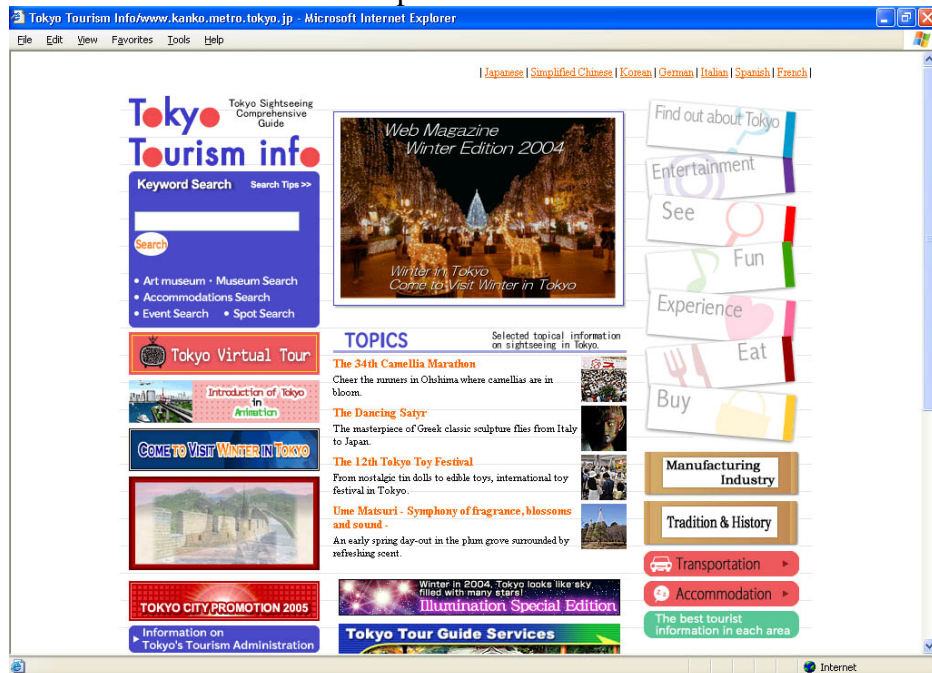 Tokyo Tourism Info/www.kanko.metro.tokyo.jp - Microsoft Internet Explorer
File Edit View Favorites Tools Help
| Japanese | Simplified Chinese | Korean | German | Italian | Spanish | French |
Tokyo
Tourism info
Tokyo Sightseeing
Comprehensive
Guide
Keyword Search Search Tips >>
Search
• Art museum・Museum Search
• Accommodations Search
• Event Search • Spot Search
Tokyo Virtual Tour
Introduction of Tokyo
in
Animation
COME TO VISIT WINTER IN TOKYO
TOKYO CITY PROMOTION 2005
Information on
Tokyo's Tourism Administration
Web Magazine
Winter Edition 2004
Winter in Tokyo
Come to Visit Winter in Tokyo
TOPICS
Selected topical information
on sightseeing in Tokyo.
The 34th Camellia Marathon
Cheer the runners in Ohshima where camellias are in
bloom.
The Dancing Satyr
The masterpiece of Greek classic sculpture flies from Italy
to Japan.
The 12th Tokyo Toy Festival
From nostalgic tin dolls to edible toys, international toy
festival in Tokyo.
Ume Matsuri - Symphony of fragrance, blossoms
and sound -
An early spring day-out in the plum grove surrounded by
refreshing scent.
Winter in 2004, Tokyo looks like sky
filled with many stars!
Illumination Special Edition
Tokyo Tour Guide Services
Find out about Tokyo
Entertainment
See
Fun
Experience
Eat
Buy
Manufacturing
Industry
Tradition & History
Transportation
Accommodation
The best tourist
information in each area
Internet